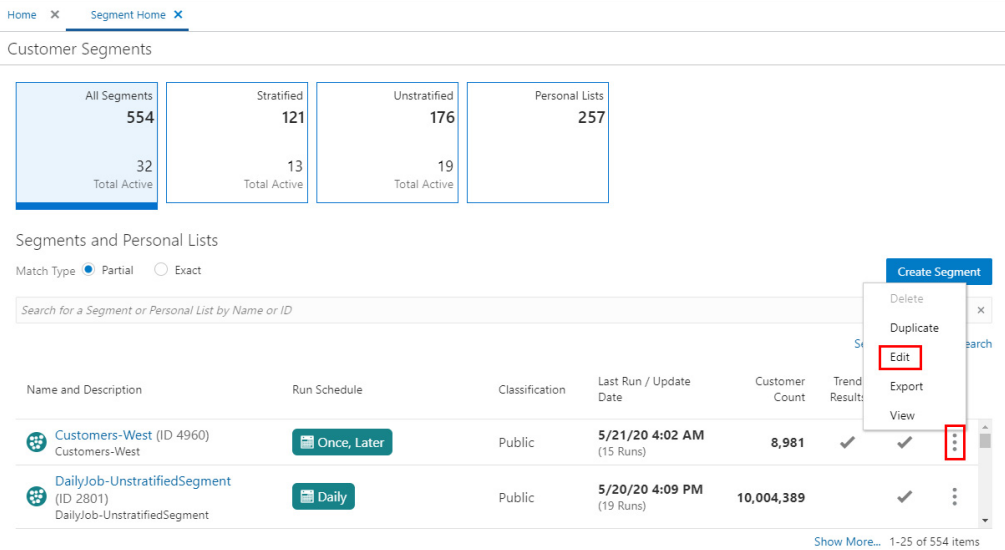 Home × Segment Home ×
Customer Segments
All Segments
554
32
Total Active
Stratified
121
13
Total Active
Unstratified
176
19
Total Active
Personal Lists
257
Segments and Personal Lists
Match Type Partial Exact
Create Segment
Search for a Segment or Personal List by Name or ID ×
Delete
Duplicate
Edit
Export
View
Name and Description
Run Schedule
Classification
Last Run / Update
Date
Customer
Count
Trend
Customers-West (ID 4960)
Customers-West
Once, Later
Public
5/21/20 4:02 AM
(15 Runs)
8,981
DailyJob-UnstratifiedSegment
(ID 2801)
DailyJob-UnstratifiedSegment
Daily
Public
5/20/20 4:09 PM
(19 Runs)
10,004,389
Show More... 1-25 of 554 items